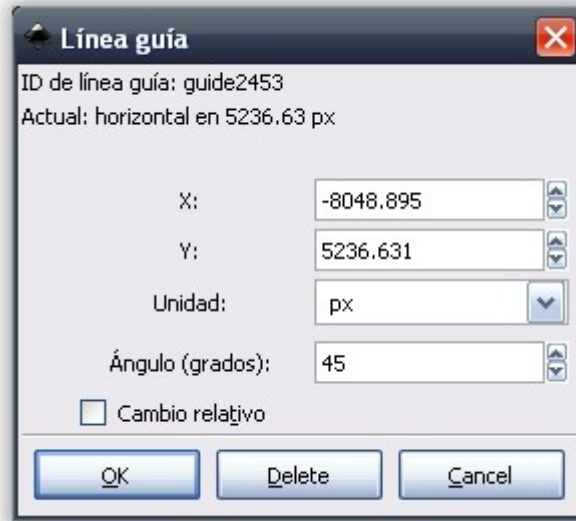 Línea guía
ID de línea guía: guide2453
Actual: horizontal en 5236.63 px
X: -8048.895
Y: 5236.631
Unidad: px
Ángulo (grados): 45
Cambio relativo
OK Delete Cancel